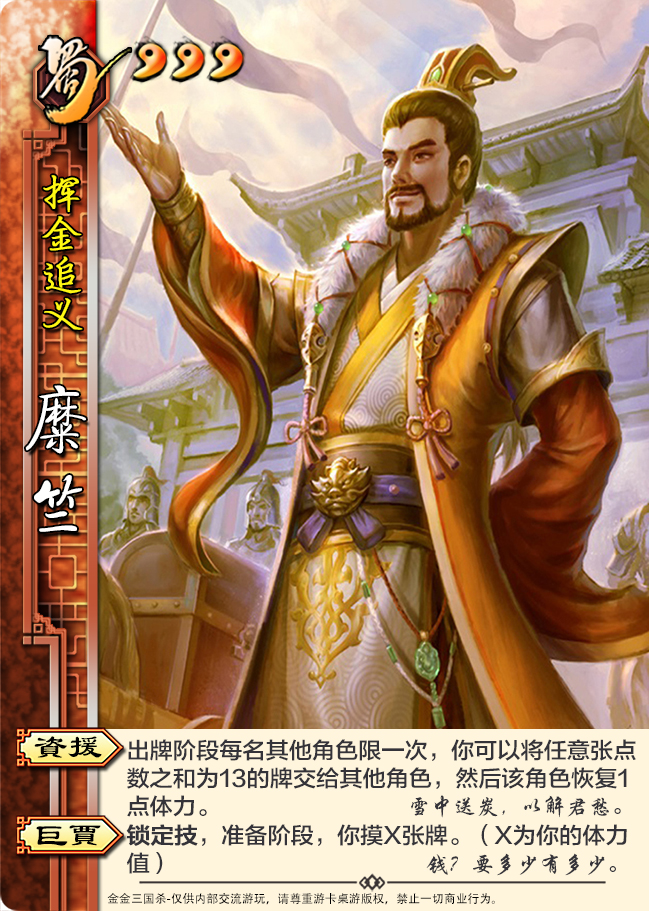 蜀
999
挥金追义
糜竺
資援
出牌阶段每名其他角色限一次，你可以将任意张点
数之和为13的牌交给其他角色，然后该角色恢复1
点体力。
雪中送炭，以解君愁。
巨賈
锁定技，准备阶段，你摸X张牌。（X为你的体力
值）
钱？要多少有多少。
金金三国杀-仅供内部交流游玩，请尊重游卡桌游版权，禁止一切商业行为。